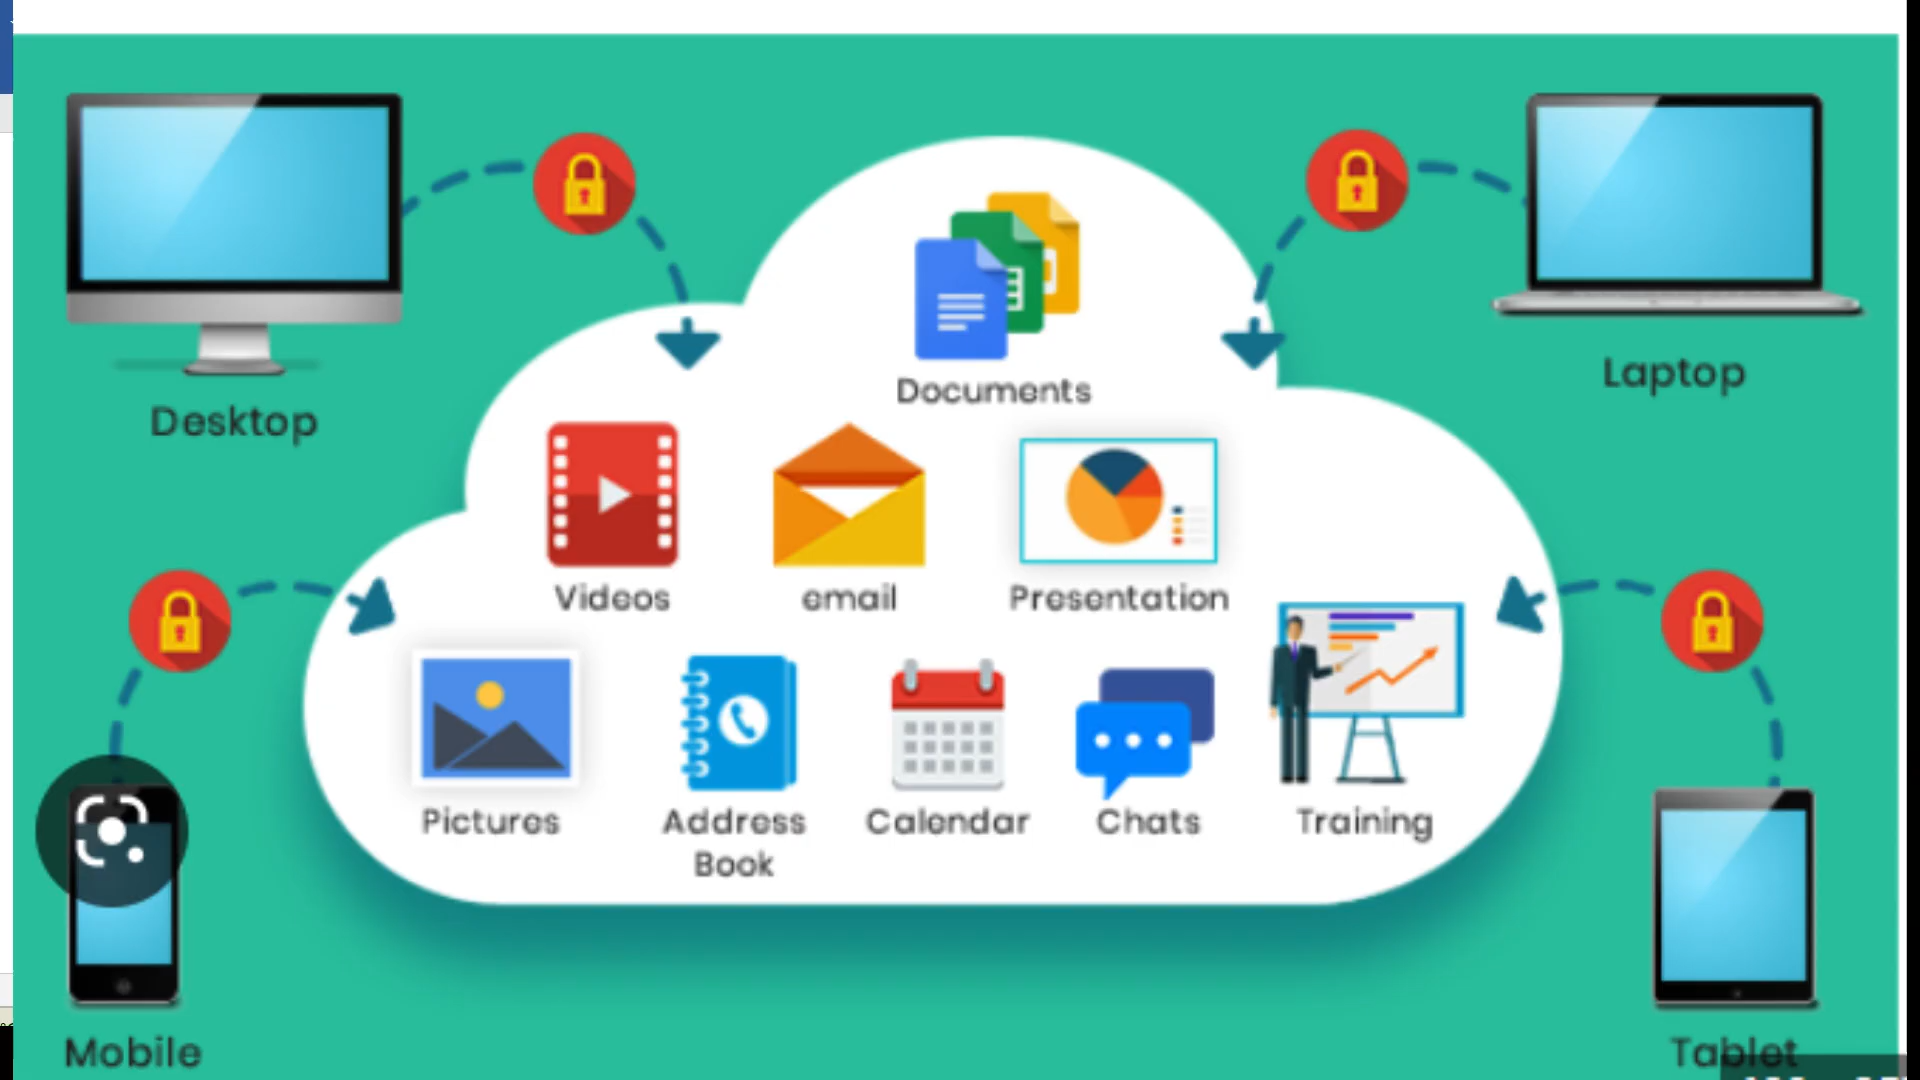 Documents
Laptop
Desktop
Videos
email
Presentation
Pictures
Address
Book
Calendar
Chats
Training
Mobile
Tablet